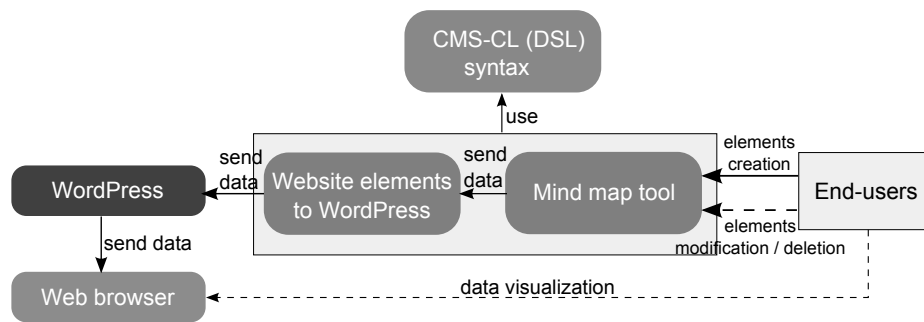 CMS-CL (DSL)
syntax
use
elements
creation
send
data
send
data
WordPress
Website elements
to WordPress
Mind map tool
End-users
elements
modification / deletion
send data
Web browser
data visualization